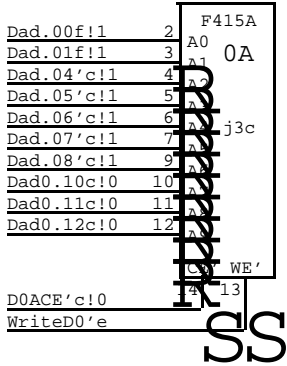 F415A
Dad.00f!1 2 A0 0A
Dad.01f!1 3 A1
Dad.04'c!1 4
Dad.05'c!1 5
Dad.06'c!1 6 j3c
Dad.07'c!1 7
Dad.08'c!1 9
Dad0.10c!0 10
Dad0.11c!0 11
Dad0.12c!0 12
WE'
D0ACE'c!0 13
WriteD0'e
SS